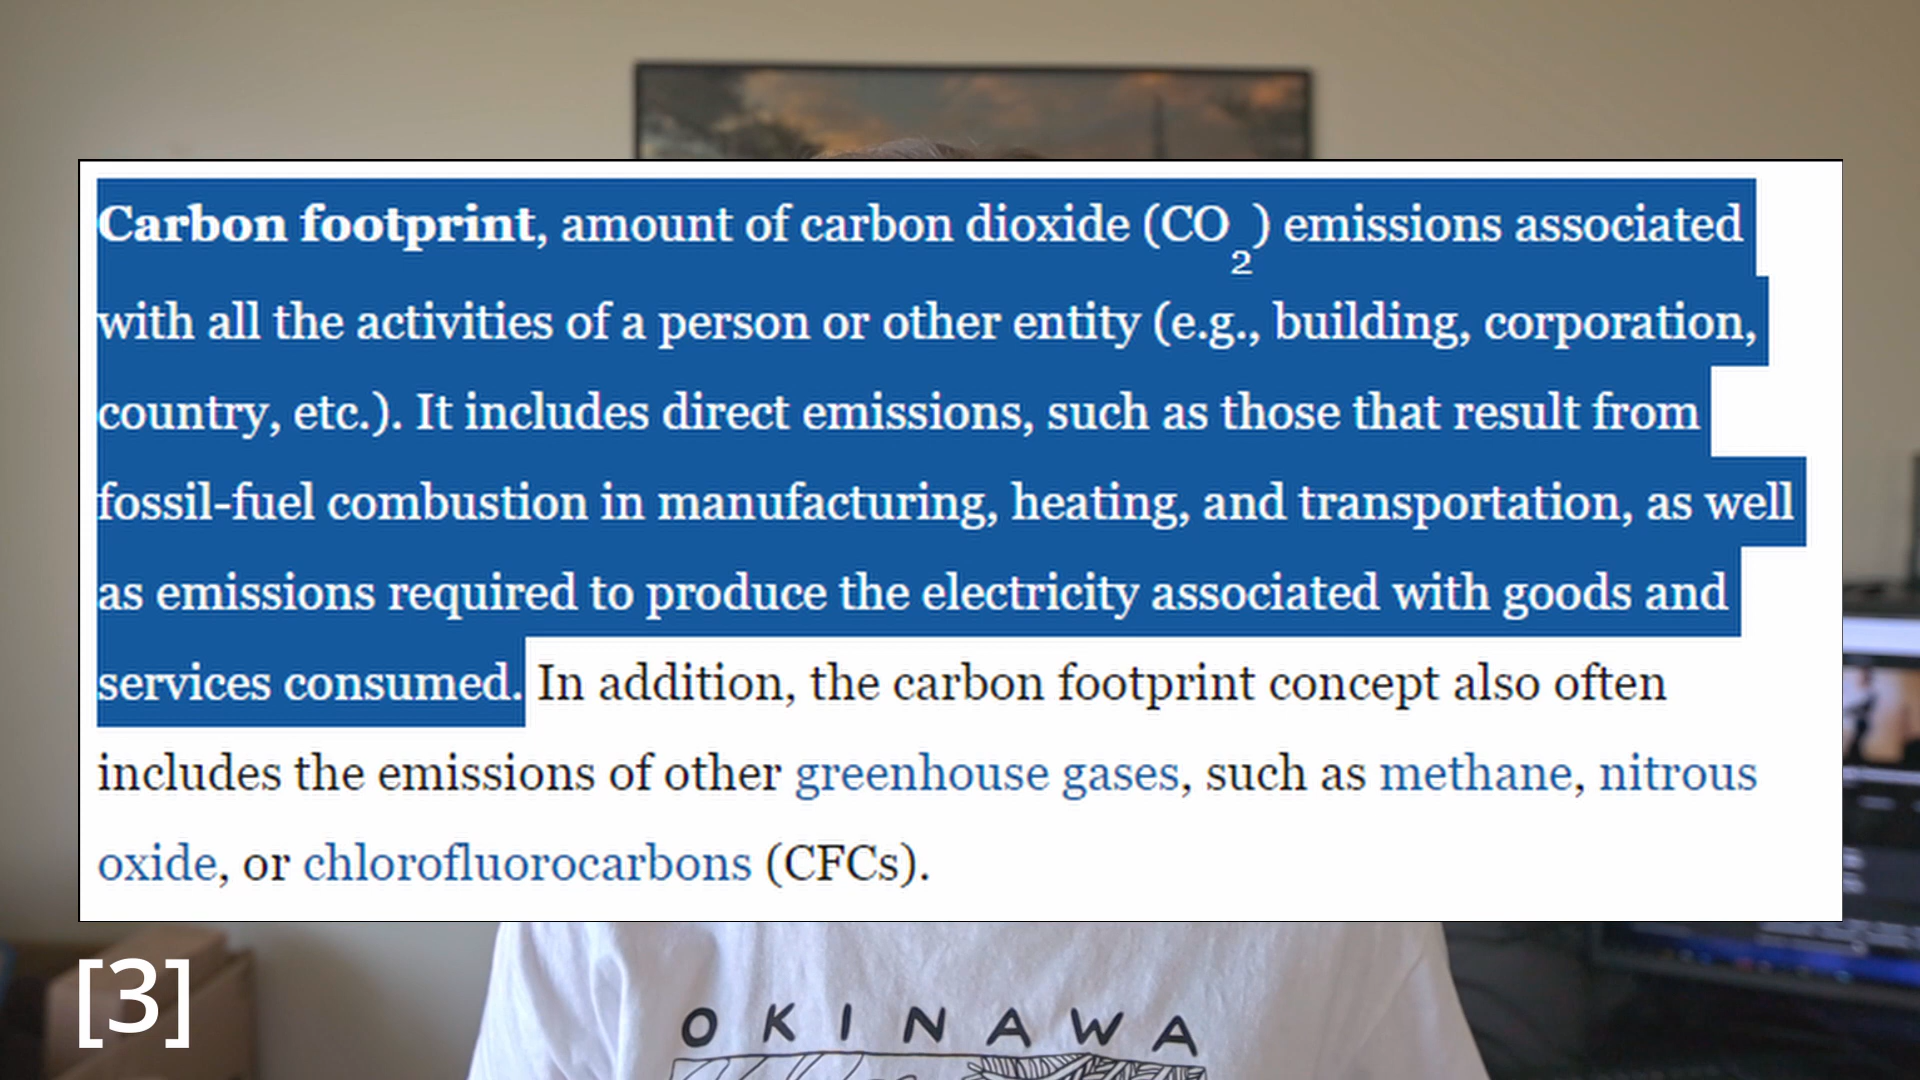 Carbon footprint, amount of carbon dioxide (CO2) emissions associated
with all the activities of a person or other entity (e.g., building, corporation,
country, etc.). It includes direct emissions, such as those that result from
fossil-fuel combustion in manufacturing, heating, and transportation, as well
as emissions required to produce the electricity associated with goods and
services consumed. In addition, the carbon footprint concept also often
includes the emissions of other greenhouse gases, such as methane, nitrous
oxide, or chlorofluorocarbons (CFCs).
[3]
OKINAWA